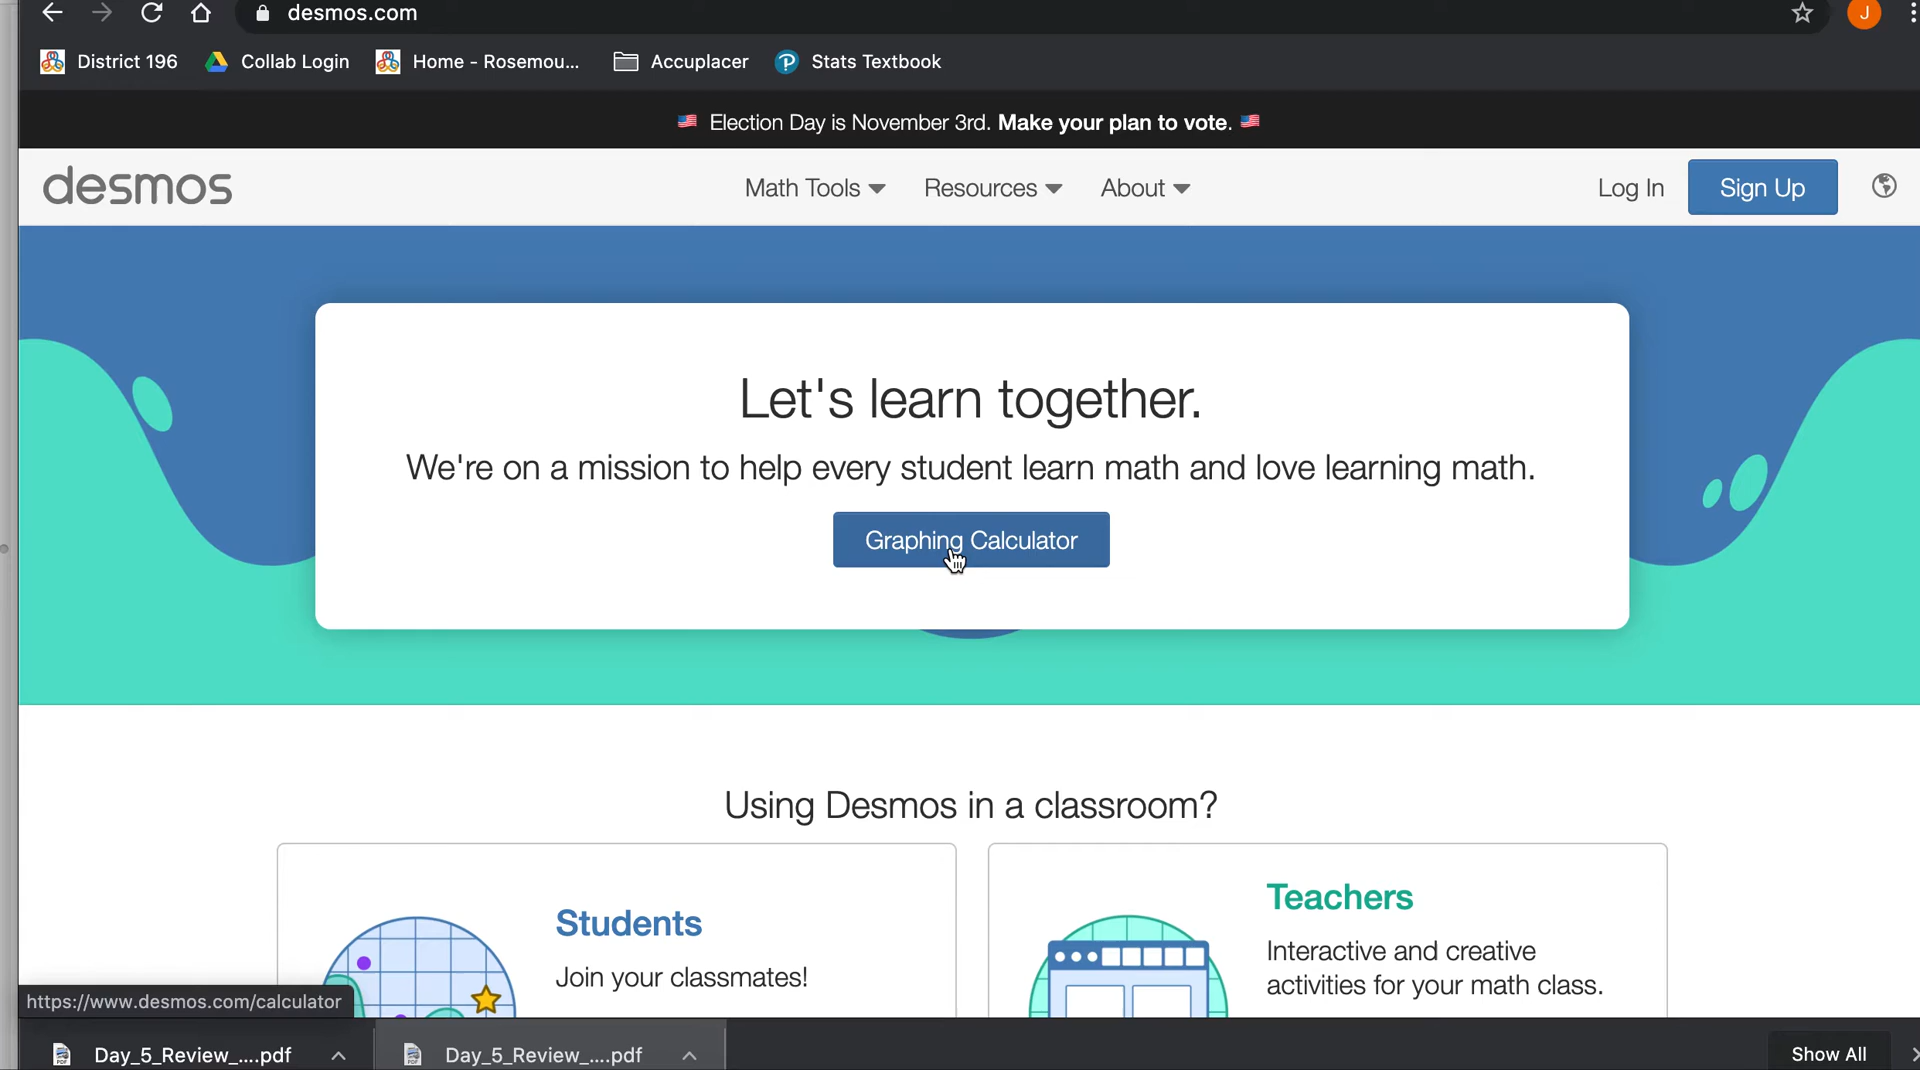 desmos.com
J
District 196
Collab Login
Home - Rosemou...
Accuplacer
Stats Textbook
Election Day is November 3rd. Make your plan to vote.
desmos
Math Tools
Resources
About
Log In
Sign Up
Let's learn together.
We're on a mission to help every student learn math and love learning math.
Graphing Calculator
Using Desmos in a classroom?
Students
Join your classmates!
Teachers
Interactive and creative
activities for your math class.
https://www.desmos.com/calculator
Day_5_Review_....pdf
Day_5_Review_....pdf
Show All